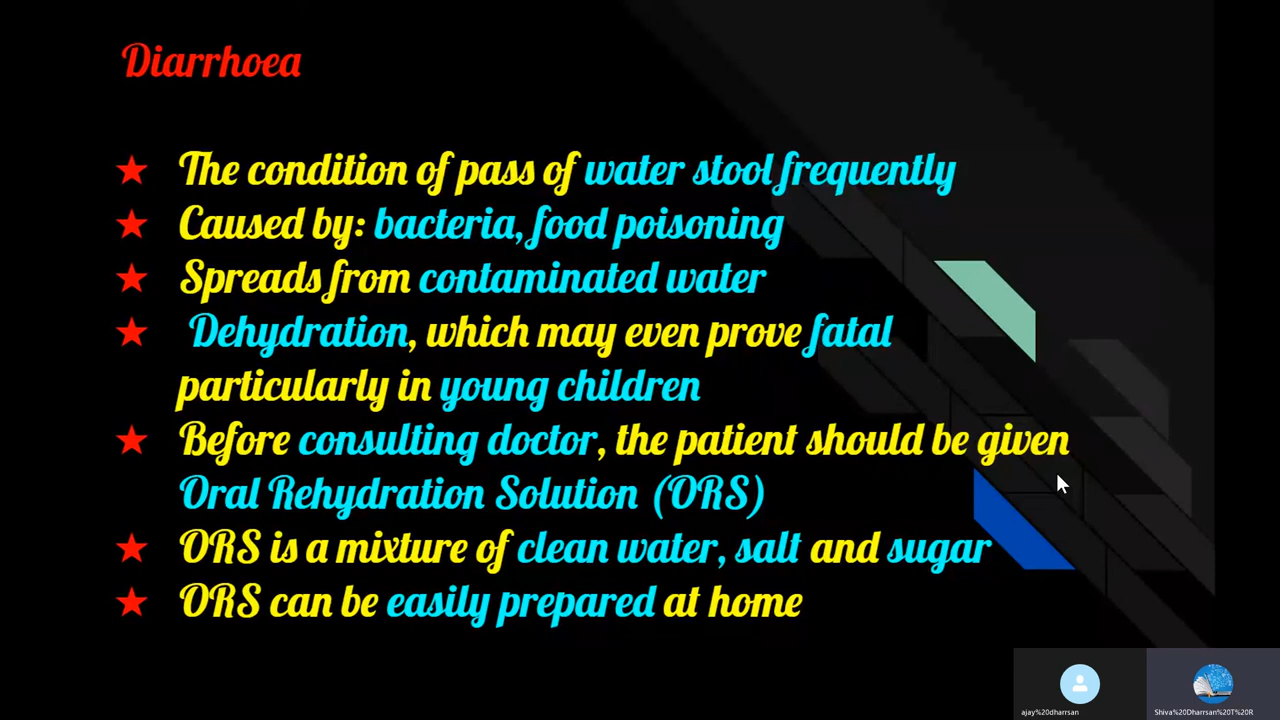 Diarrhoea
The condition of pass of water stool frequently
Caused by: bacteria, food poisoning
Spreads from contaminated water
Dehydration, which may even prove fatal
particularly in young children
Before consulting doctor, the patient should be given
Oral Rehydration Solution (ORS)
ORS is a mixture of clean water, salt and sugar
ORS can be easily prepared at home
ajay%20dharrsan
Shiva%20Dharrsan%20T%20R